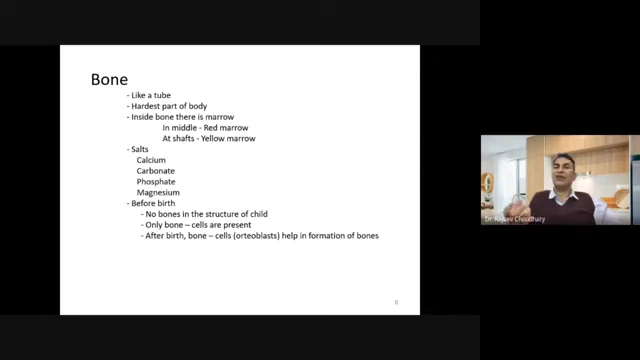 Bone
- Like a tube
- Hardest part of body
- Inside bone there is marrow
In middle - Red marrow
At shafts - Yellow marrow
- Salts
Calcium
Carbonate
Phosphate
Magnesium
- Before birth
- No bones in the structure of child
- Only bone – cells are present
- After birth, bone – cells (orteoblasts) help in formation of bones
8
Dr. Rajeev Choudhary